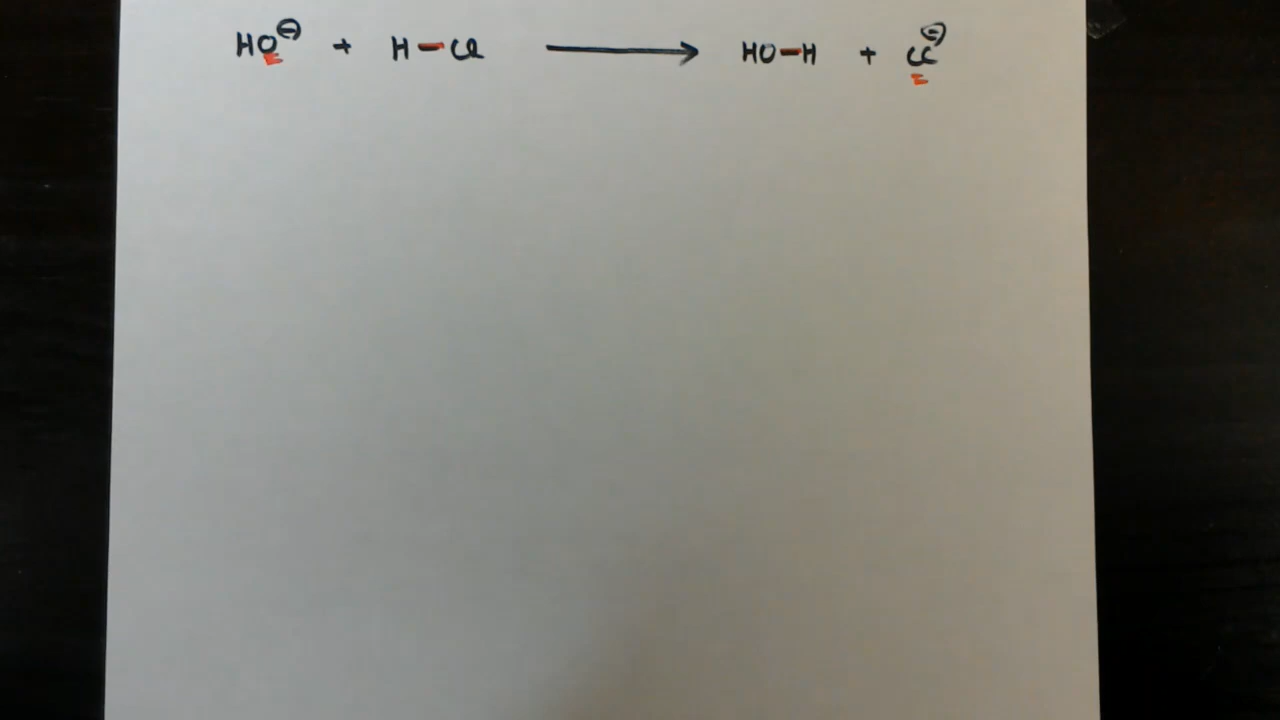 HO⊖ + H–Cl ⟶ HO–H + Cl⊖